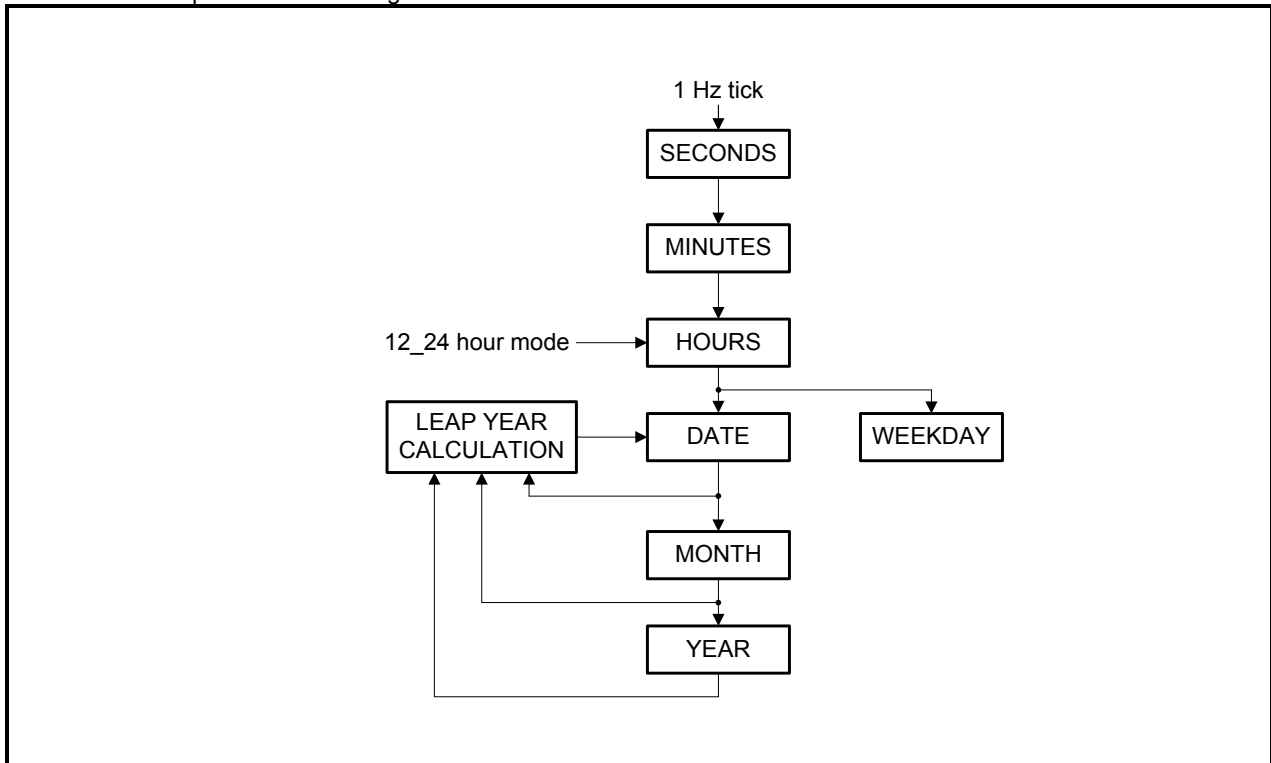 1 Hz tick
SECONDS
MINUTES
12_24 hour mode
HOURS
LEAP YEAR
CALCULATION
DATE
WEEKDAY
MONTH
YEAR